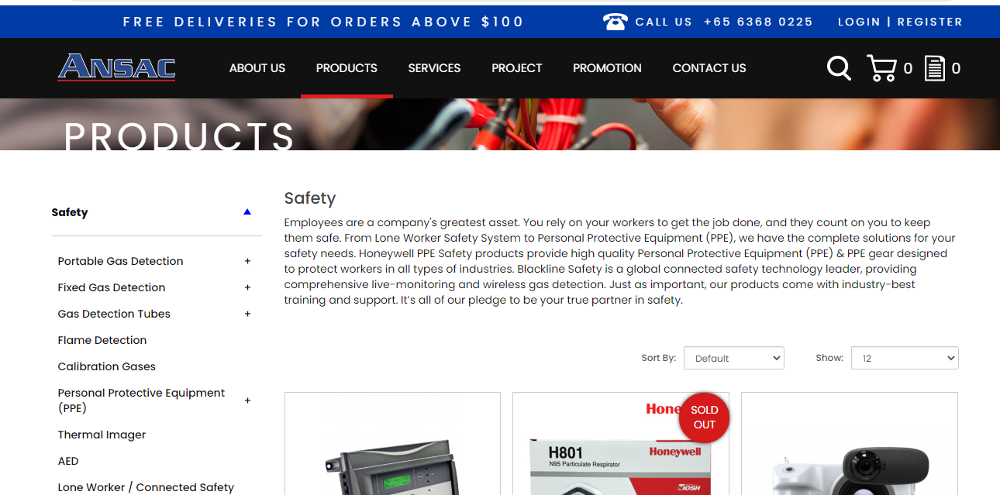 FREE DELIVERIES FOR ORDERS ABOVE $100
CALL US +65 6368 0225
LOGIN | REGISTER
ANSAC
ABOUT US
PRODUCTS
SERVICES
PROJECT
PROMOTION
CONTACT US
0
0
PRODUCTS
Safety
Portable Gas Detection +
Fixed Gas Detection +
Gas Detection Tubes +
Flame Detection
Calibration Gases
Personal Protective Equipment
(PPE) +
Thermal Imager
AED
Lone Worker / Connected Safety
Safety
Employees are a company's greatest asset. You rely on your workers to get the job done, and they count on you to keep
them safe. From Lone Worker Safety System to Personal Protective Equipment (PPE), we have the complete solutions for your
safety needs. Honeywell PPE Safety products provide high quality Personal Protective Equipment (PPE) & PPE gear designed
to protect workers in all types of industries. Blackline Safety is a global connected safety technology leader, providing
comprehensive live-monitoring and wireless gas detection. Just as important, our products come with industry-best
training and support. It’s all of our pledge to be your true partner in safety.
Sort By: Default
Show: 12
Hone
SOLD
OUT
H801
N95 Particulate Respirator
Honeywell
NIOSH